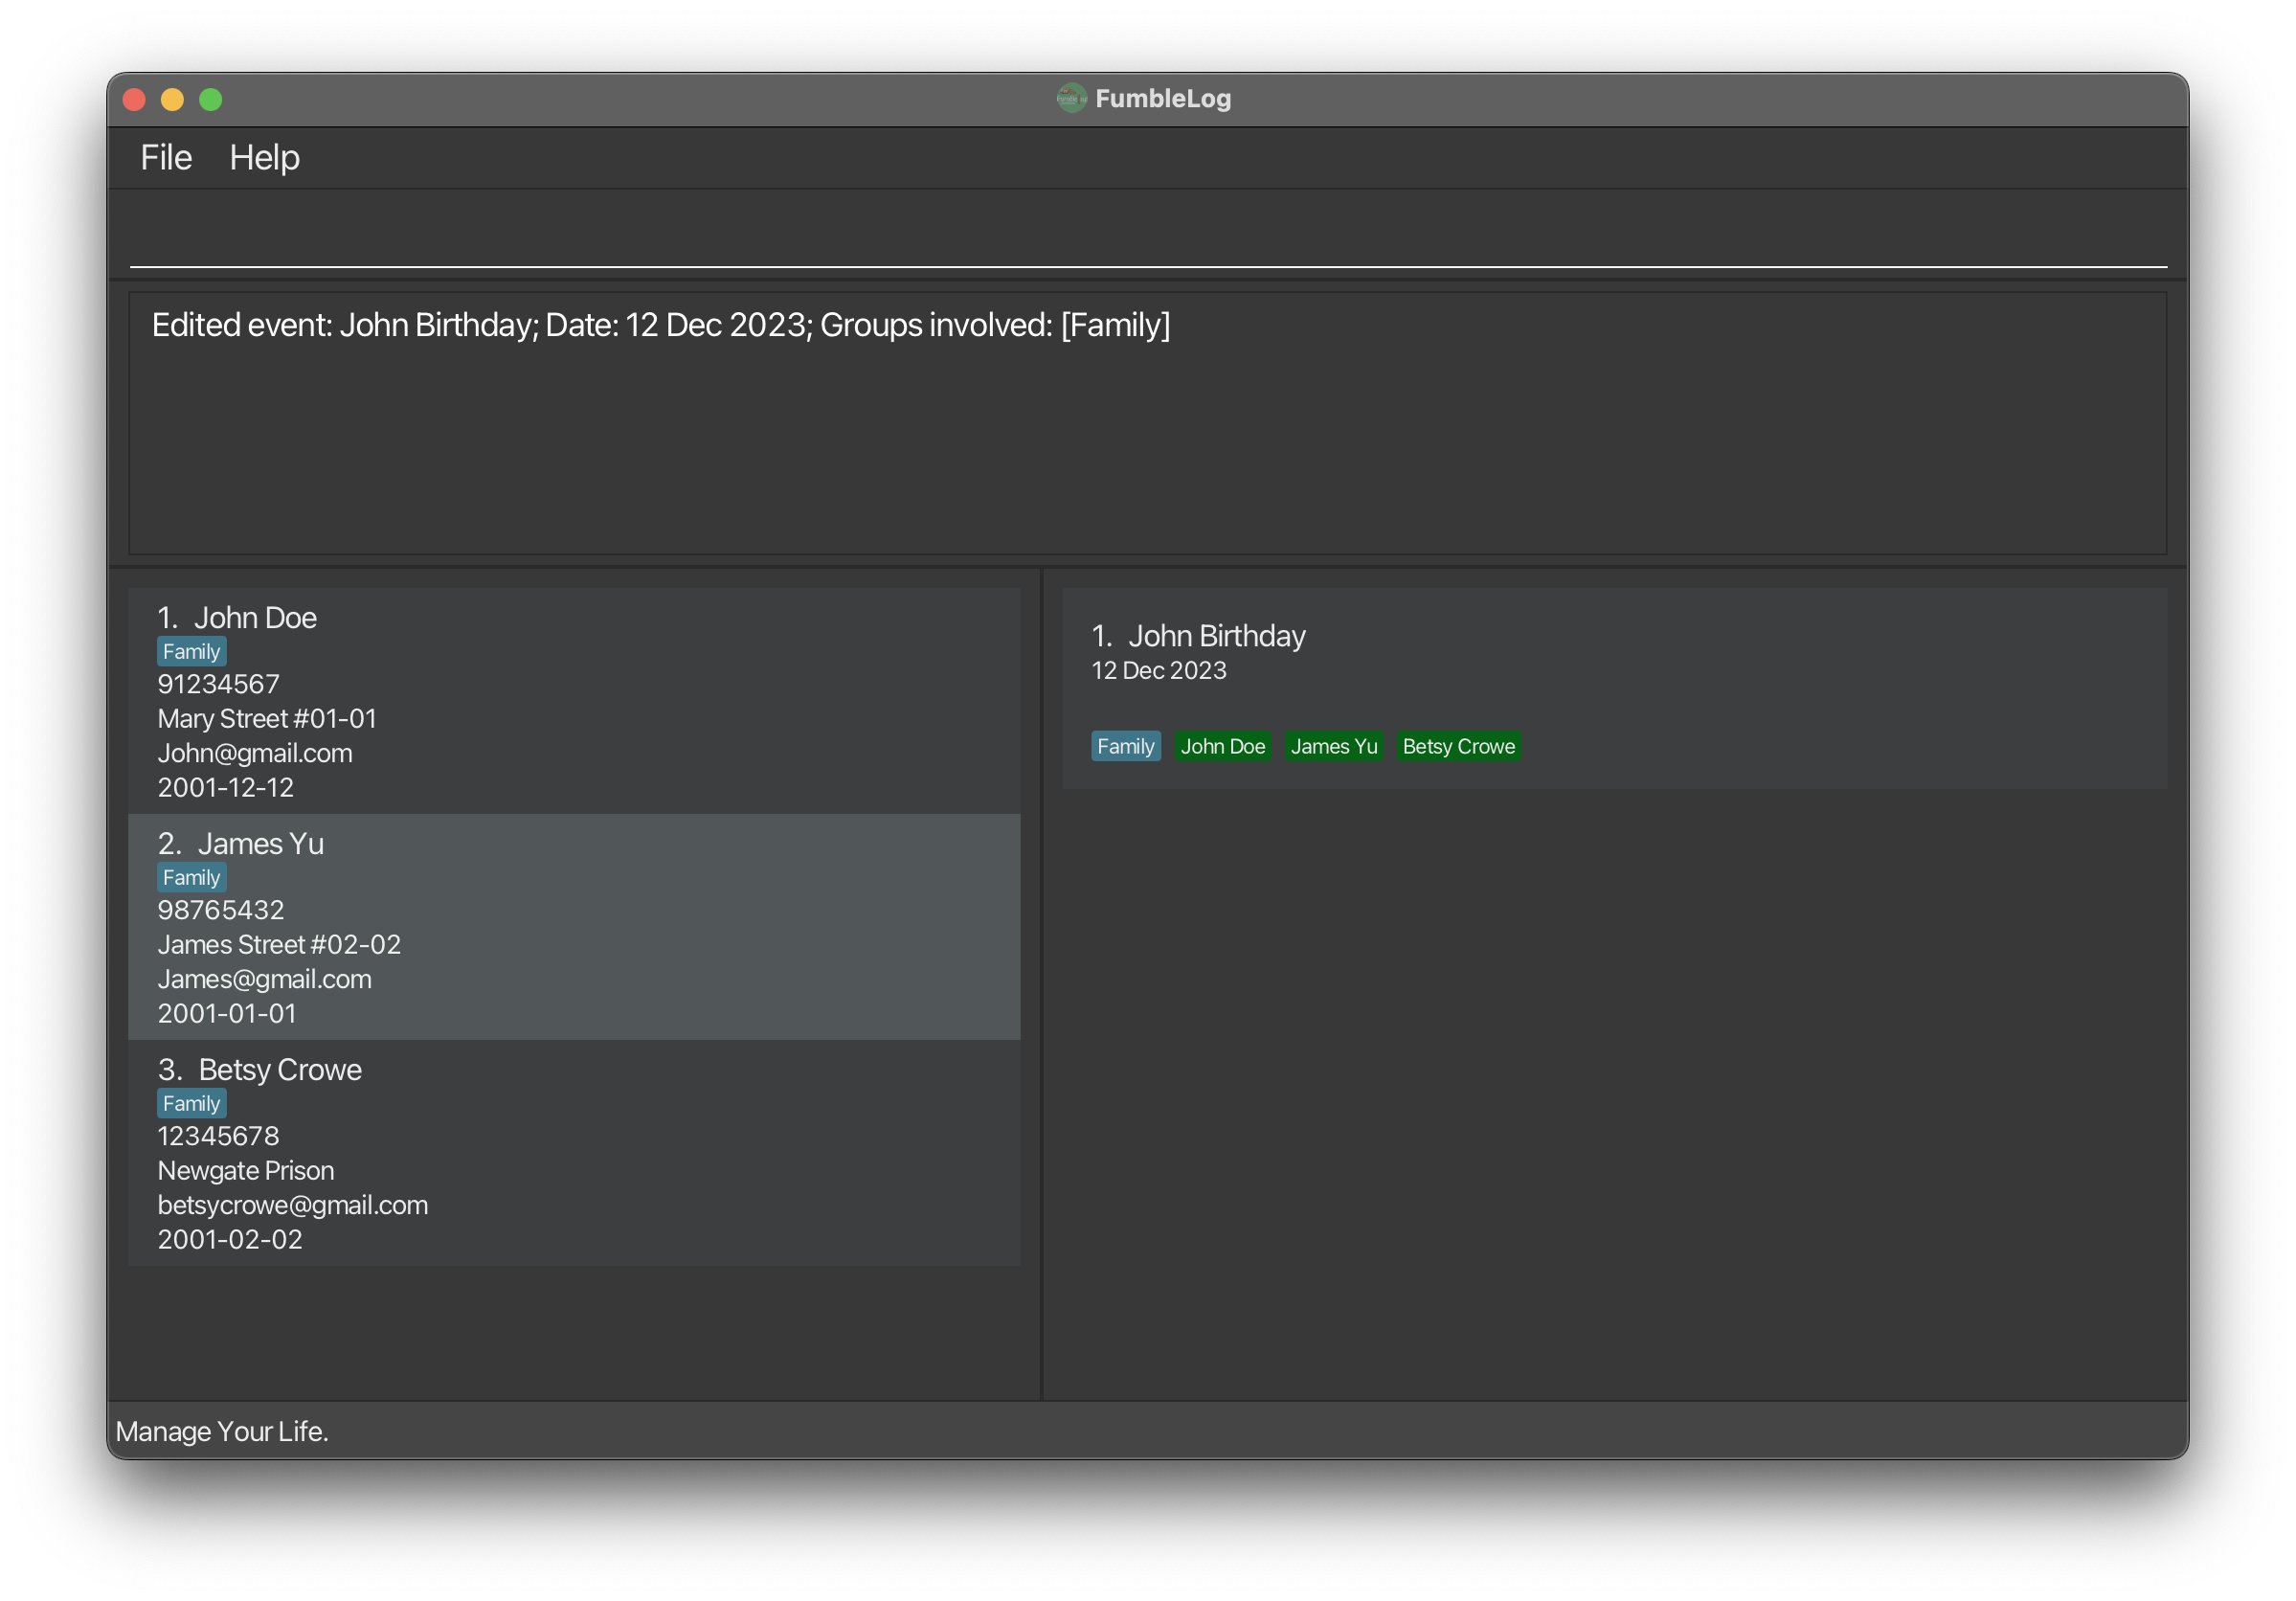 FumbleLog
File Help
Edited event: John Birthday; Date: 12 Dec 2023; Groups involved: [Family]
1. John Doe
Family
91234567
Mary Street #01-01
John@gmail.com
2001-12-12
2. James Yu
Family
98765432
James Street #02-02
James@gmail.com
2001-01-01
3. Betsy Crowe
Family
12345678
Newgate Prison
betsycrowe@gmail.com
2001-02-02
1. John Birthday
12 Dec 2023
Family John Doe James Yu Betsy Crowe
Manage Your Life.